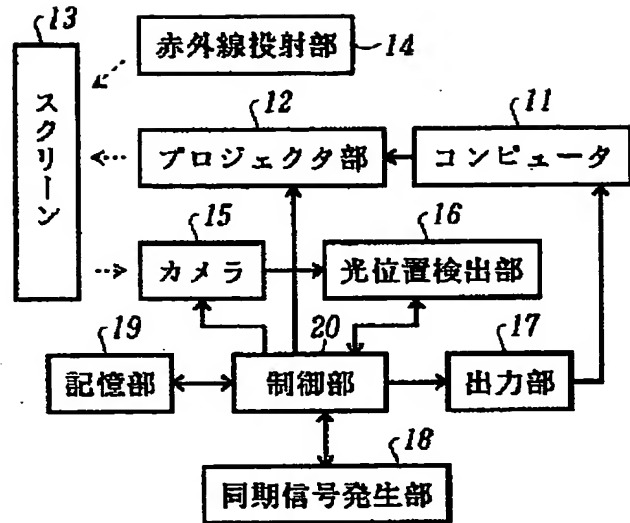 13
スクリーン
赤外線投射部
14
12
プロジェクタ部
11
コンピュータ
15
カメラ
16
光位置検出部
19
記憶部
20
制御部
17
出力部
18
同期信号発生部